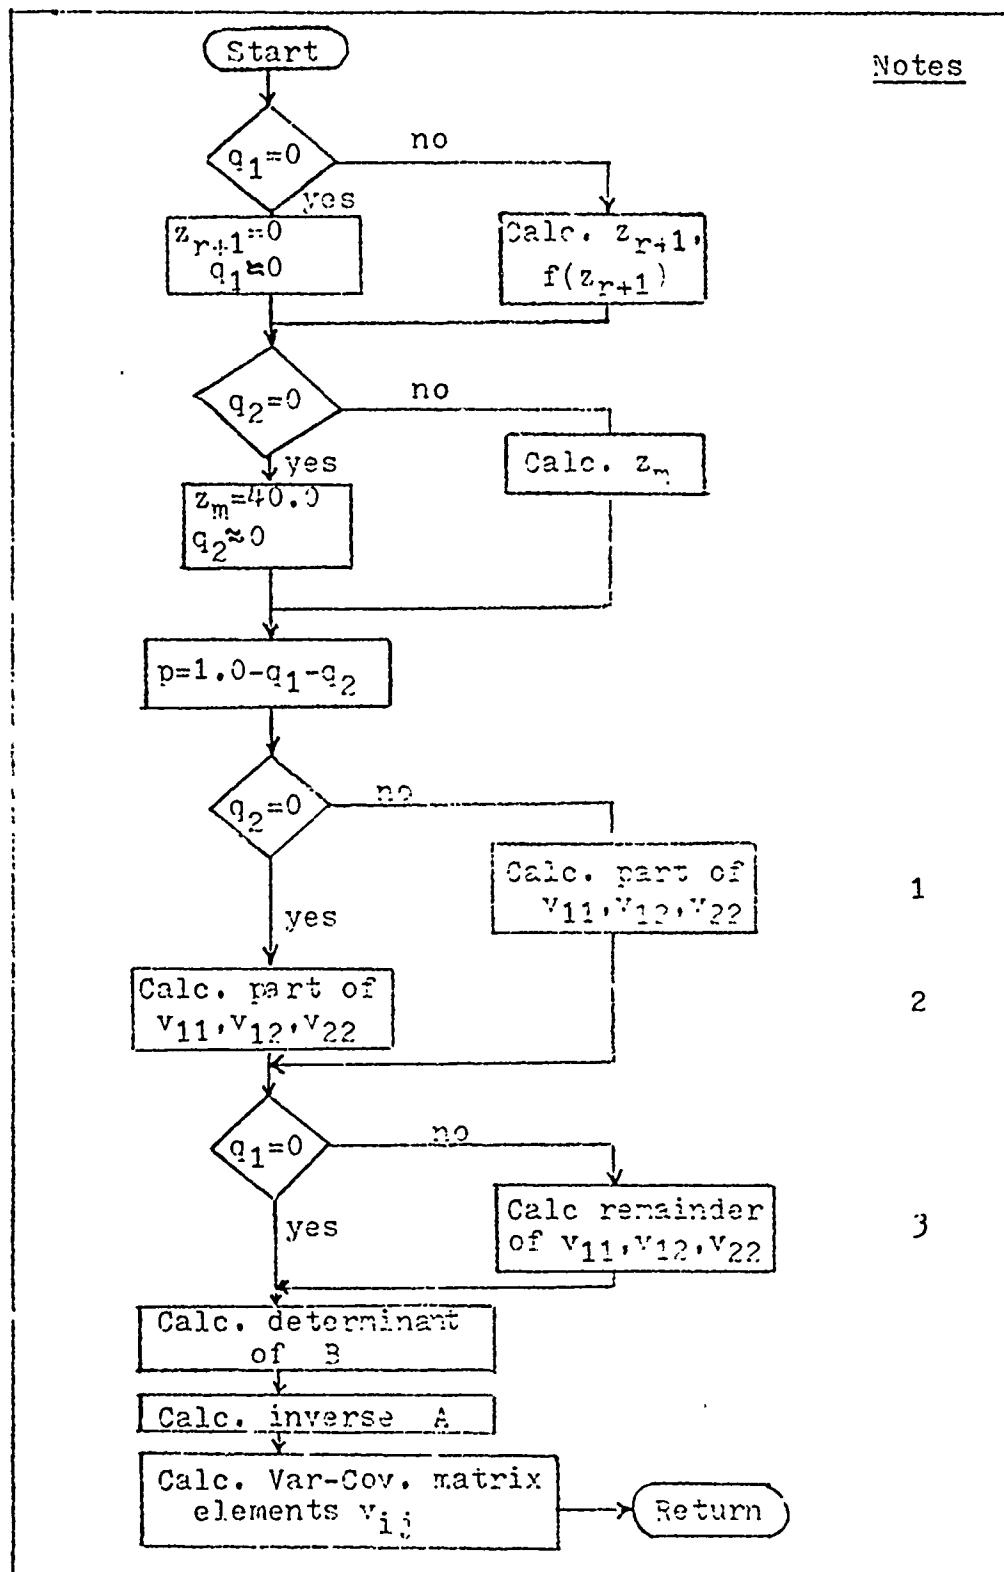 Start
Notes
q1=0
no
yes
zr+1=0
q1≈0
Calc. zr+1,
f(zr+1)
q2=0
no
yes
Calc. zm
zm=40.0
q2≈0
p=1.0-q1-q2
q2=0
no
yes
Calc. part of
v11,v12,v22
1
Calc. part of
v11,v12,v22
2
q1=0
no
yes
Calc remainder
of v11,v12,v22
3
Calc. determinant
of B
Calc. inverse A
Calc. Var-Cov. matrix
elements vij
Return